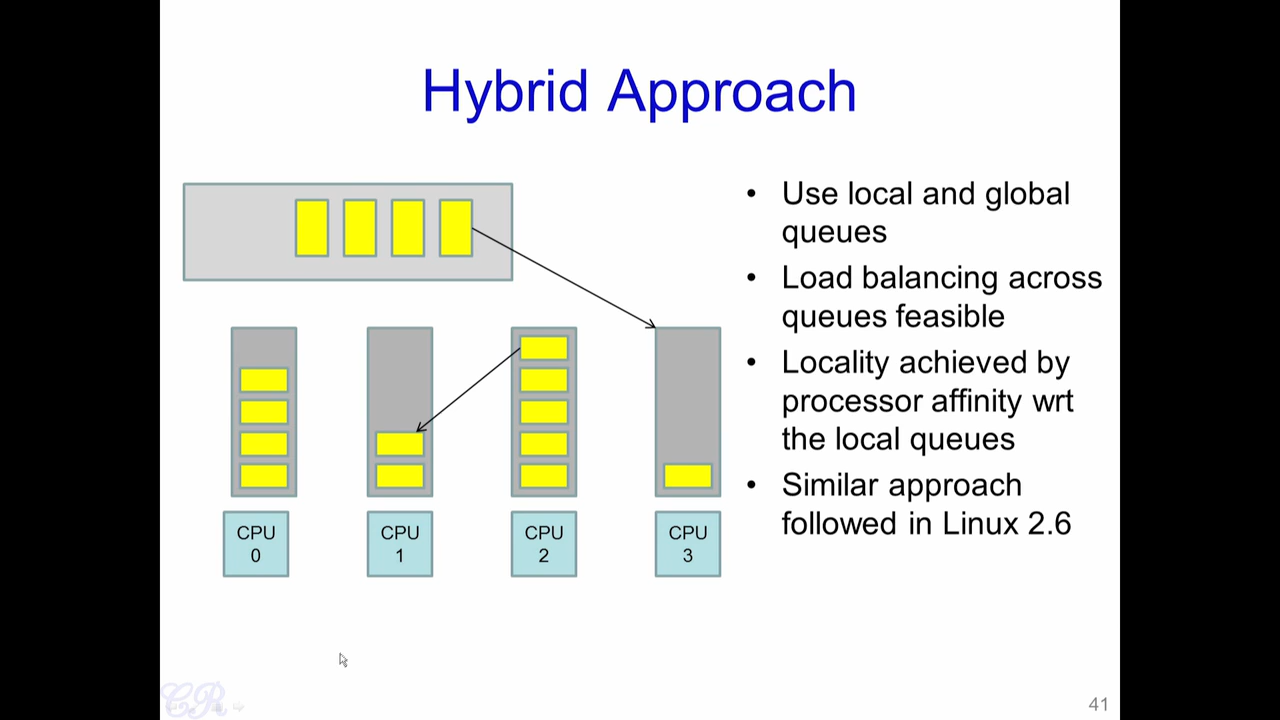 Hybrid Approach
• Use local and global
queues
• Load balancing across
queues feasible
• Locality achieved by
processor affinity wrt
the local queues
• Similar approach
followed in Linux 2.6
CPU
0
CPU
1
CPU
2
CPU
3
CR
41